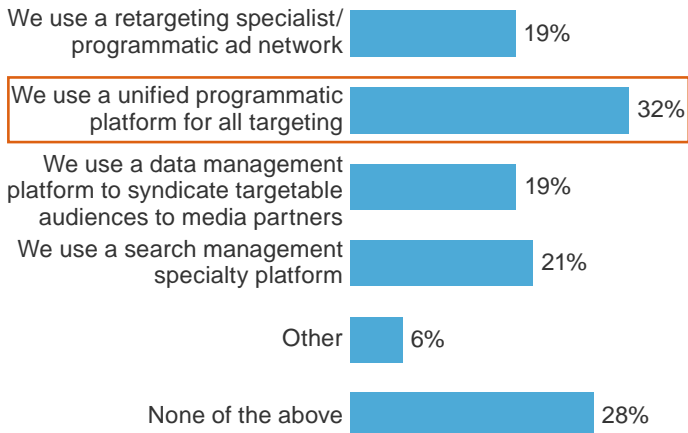 We use a retargeting specialist/
programmatic ad network
19%
We use a unified programmatic
platform for all targeting
32%
We use a data management
platform to syndicate targetable
audiences to media partners
19%
We use a search management
specialty platform
21%
Other
6%
None of the above
28%